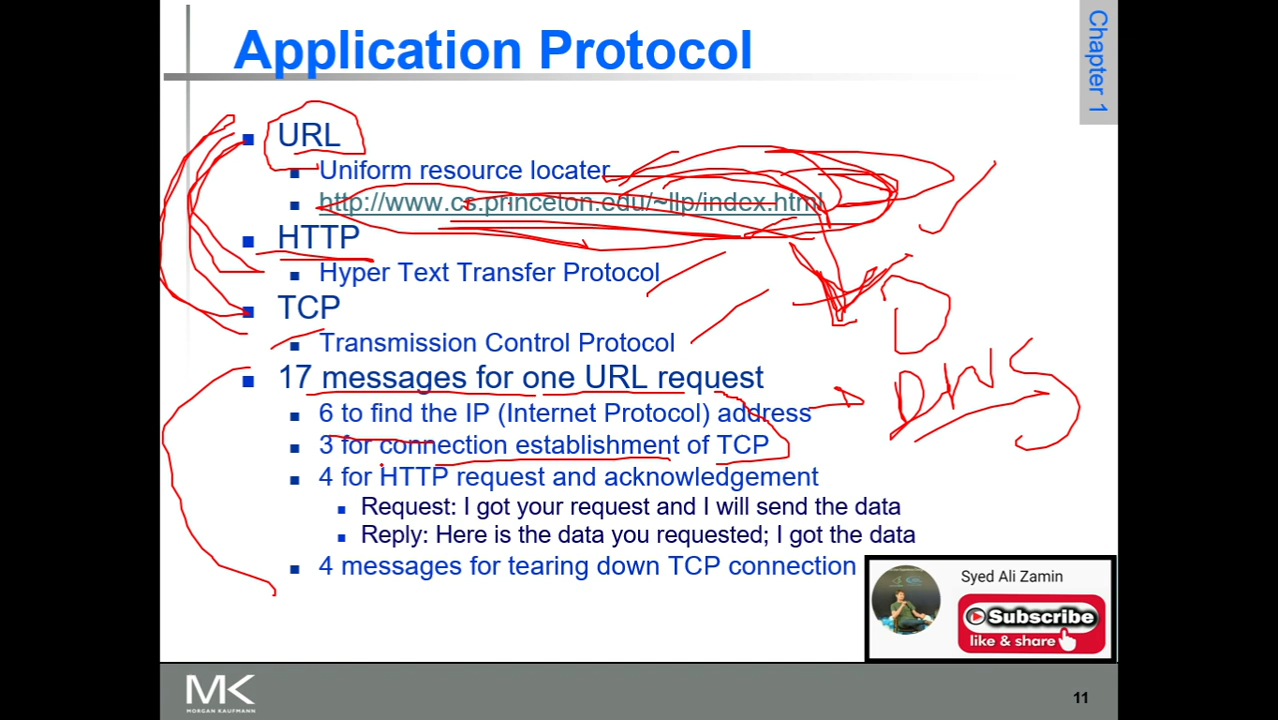 Application Protocol
Chapter 1
URL
Uniform resource locater
http://www.cs.princeton.edu/~llp/index.html
HTTP
Hyper Text Transfer Protocol
TCP
Transmission Control Protocol
17 messages for one URL request
6 to find the IP (Internet Protocol) address
DNS
3 for connection establishment of TCP
4 for HTTP request and acknowledgement
Request: I got your request and I will send the data
Reply: Here is the data you requested; I got the data
4 messages for tearing down TCP connection
Syed Ali Zamin
Subscribe
like & share
MK
MORGAN KAUFMANN
11